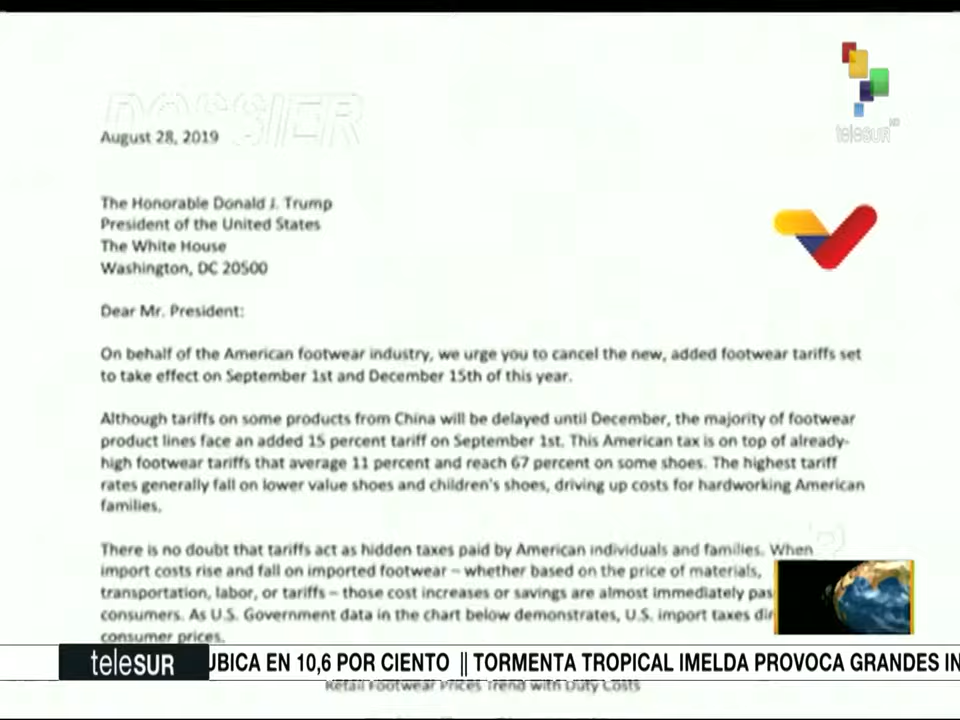 DOSSIER
August 28, 2019
telesur HD
The Honorable Donald J. Trump
President of the United States
The White House
Washington, DC 20500
Dear Mr. President:
On behalf of the American footwear industry, we urge you to cancel the new, added footwear tariffs set
to take effect on September 1st and December 15th of this year.
Although tariffs on some products from China will be delayed until December, the majority of footwear
product lines face an added 15 percent tariff on September 1st. This American tax is on top of already-
high footwear tariffs that average 11 percent and reach 67 percent on some shoes. The highest tariff
rates generally fall on lower value shoes and children's shoes, driving up costs for hardworking American
families.
There is no doubt that tariffs act as hidden taxes paid by American individuals and families. When
import costs rise and fall on imported footwear – whether based on the price of materials,
transportation, labor, or tariffs – those cost increases or savings are almost immediately pas
consumers. As U.S. Government data in the chart below demonstrates, U.S. import taxes dir
consumer prices.
teleSUR UBICA EN 10,6 POR CIENTO || TORMENTA TROPICAL IMELDA PROVOCA GRANDES IN
Retail Footwear Prices Trend with Duty Costs